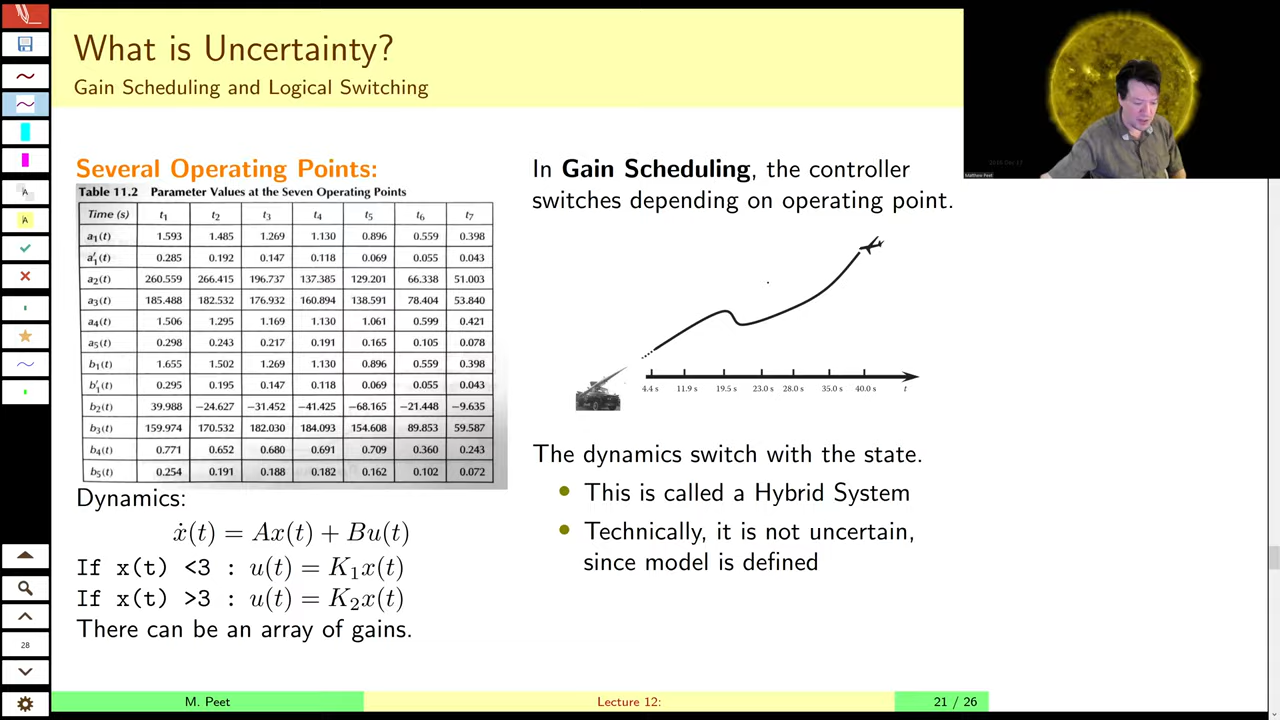 What is Uncertainty?
Gain Scheduling and Logical Switching
Several Operating Points:
Table 11.2 Parameter Values at the Seven Operating Points
Time (s) t₁ t₂ t₃ t₄ t₅ t₆ t₇
a₁(t) 1.593 1.485 1.269 1.130 0.896 0.559 0.398
a′₁(t) 0.285 0.192 0.147 0.118 0.069 0.055 0.043
a₂(t) 260.559 266.415 196.737 137.385 129.201 66.338 51.003
a₃(t) 185.488 182.532 176.932 160.894 138.591 78.404 53.840
a₄(t) 1.506 1.295 1.169 1.130 1.061 0.599 0.421
a₅(t) 0.298 0.243 0.217 0.191 0.165 0.105 0.078
b₁(t) 1.655 1.502 1.269 1.130 0.896 0.559 0.398
b′₁(t) 0.295 0.195 0.147 0.118 0.069 0.055 0.043
b₂(t) 39.988 −24.627 −31.452 −41.425 −68.165 −21.448 −9.635
b₃(t) 159.974 170.532 182.030 184.093 154.608 89.853 59.587
b₄(t) 0.771 0.652 0.680 0.691 0.709 0.360 0.243
b₅(t) 0.254 0.191 0.188 0.182 0.162 0.102 0.072
Dynamics:
ẋ(t) = Ax(t) + Bu(t)
If x(t) <3 : u(t) = K₁x(t)
If x(t) >3 : u(t) = K₂x(t)
There can be an array of gains.
In Gain Scheduling, the controller
switches depending on operating point.
4.4 s 11.9 s 19.5 s 23.0 s 28.0 s 35.0 s 40.0 s t
The dynamics switch with the state.
• This is called a Hybrid System
• Technically, it is not uncertain,
since model is defined
M. Peet Lecture 12: 21 / 26
28
A
A
Matthew Peet